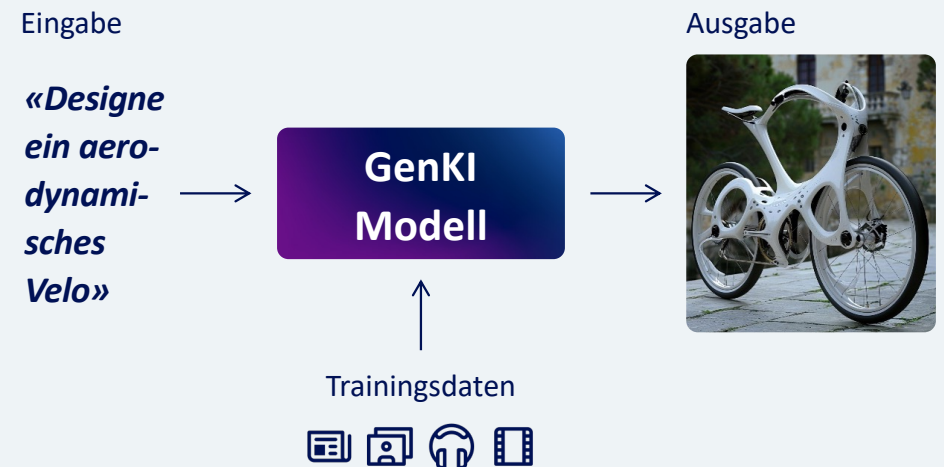 Eingabe
«Designe
ein aero-
dynami-
sches
Velo»
GenKI
Modell
Trainingsdaten
Ausgabe